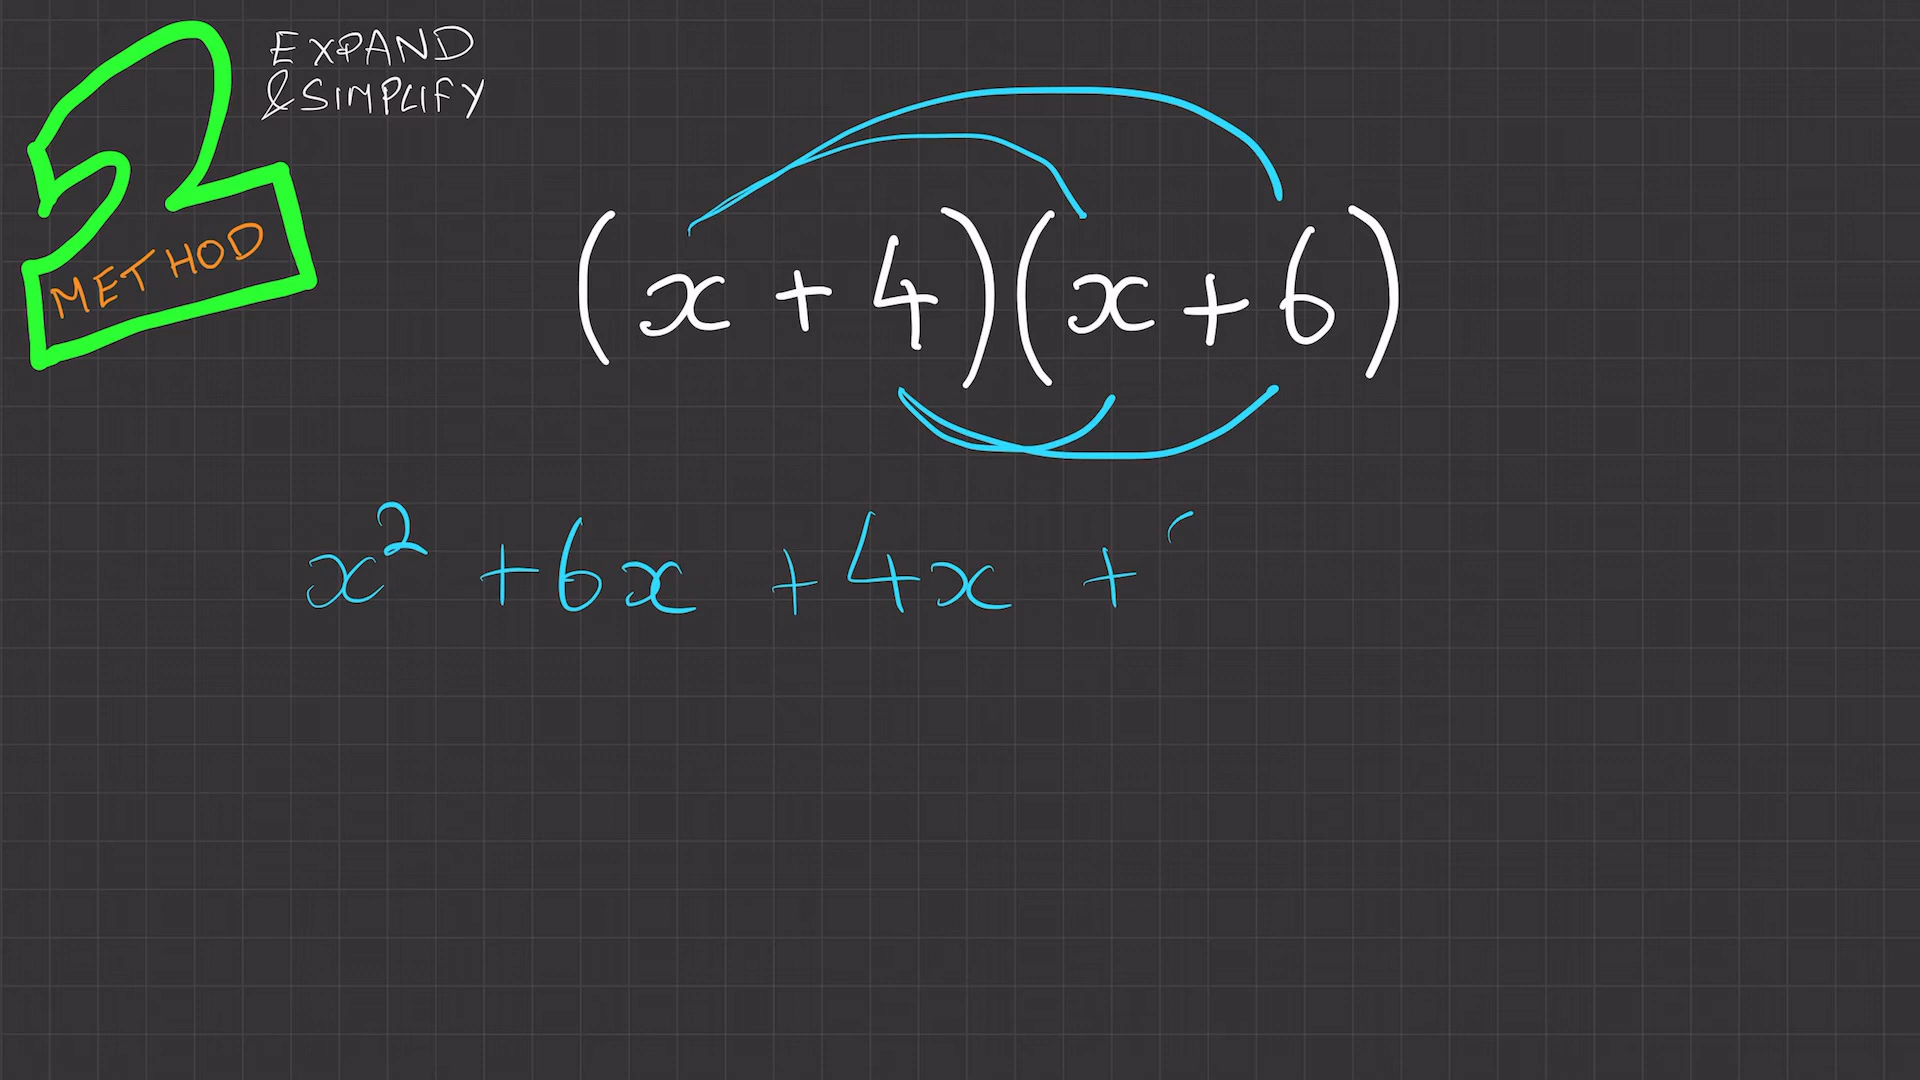 EXPAND
& SIMPLIFY
2
METHOD
(x + 4)(x + 6)
x² + 6x + 4x +